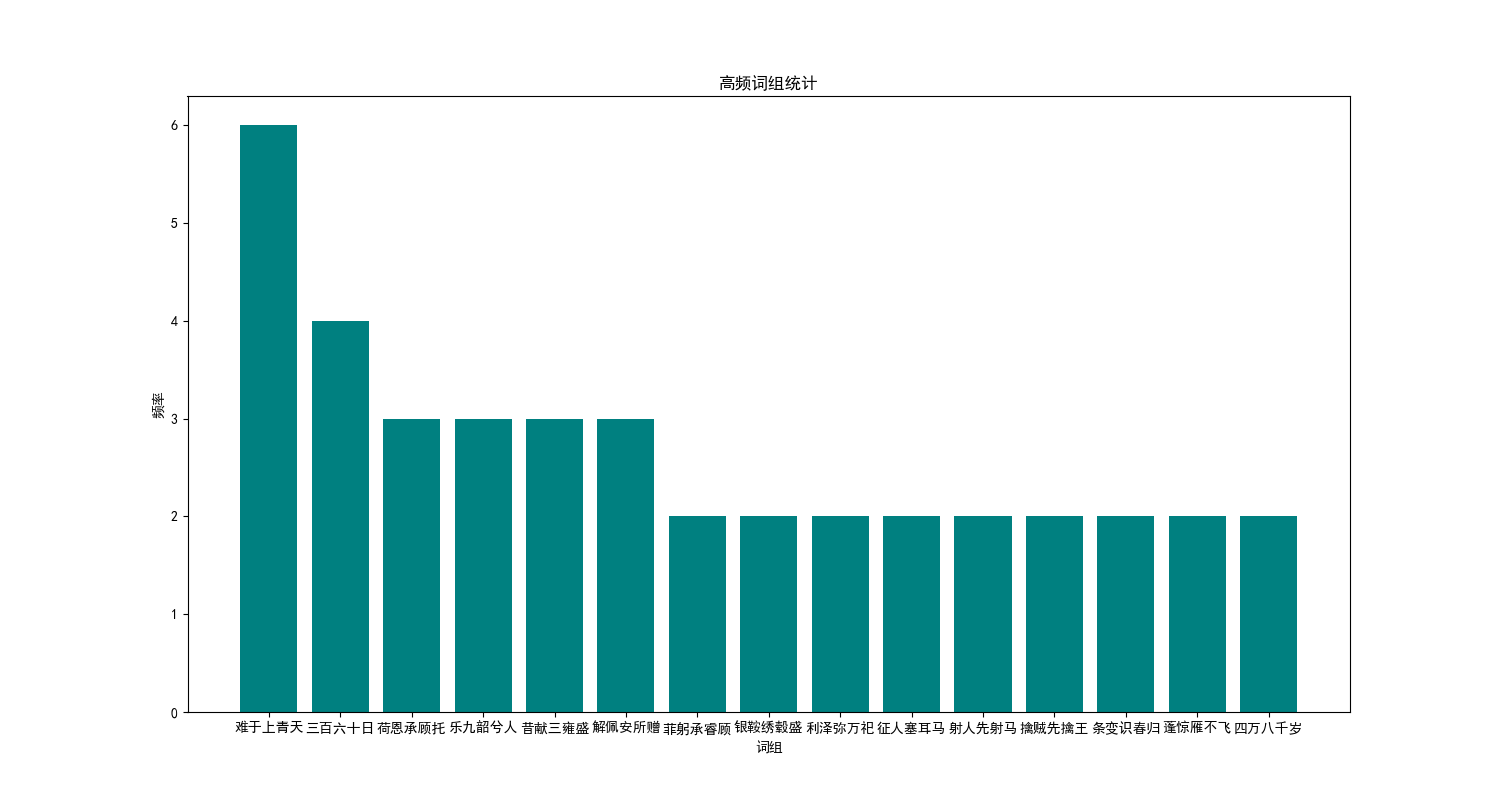 高频词组统计
频率
6
5
4
3
2
1
0
难于上青天 三百六十日 荷恩承顾托 乐九韶兮人 昔献三雍盛 解佩安所赠 菲躬承睿顾 银鞍绣毂盛 利泽弥万祀 征人塞耳马 射人先射马 擒贼先擒王 条变识春归 蓬惊雁不飞 四万八千岁
词组